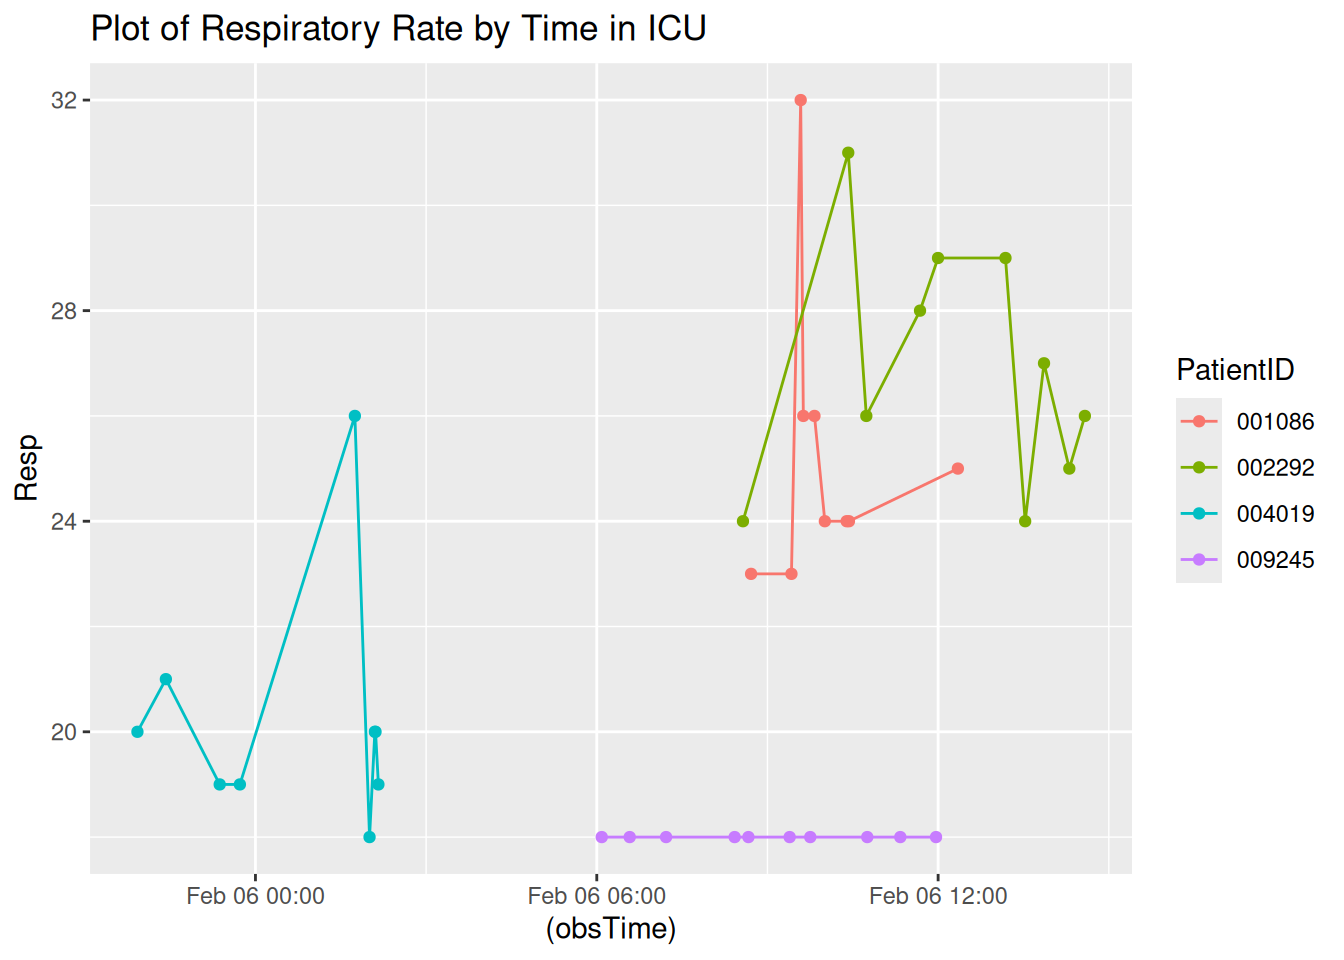 Plot of Respiratory Rate by Time in ICU
32
28
24
20
Resp
Feb 06 00:00
Feb 06 06:00
Feb 06 12:00
(obsTime)
PatientID
001086
002292
004019
009245